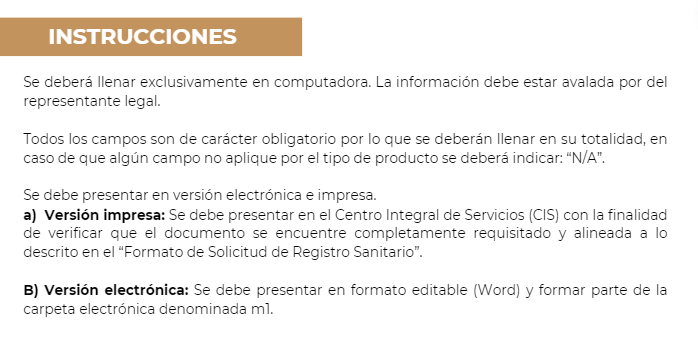 INSTRUCCIONES
Se deberá llenar exclusivamente en computadora. La información debe estar avalada por del
representante legal.
Todos los campos son de carácter obligatorio por lo que se deberán llenar en su totalidad, en
caso de que algún campo no aplique por el tipo de producto se deberá indicar: “N/A”.
Se debe presentar en versión electrónica e impresa.
a) Versión impresa: Se debe presentar en el Centro Integral de Servicios (CIS) con la finalidad
de verificar que el documento se encuentre completamente requisitado y alineada a lo
descrito en el “Formato de Solicitud de Registro Sanitario”.
B) Versión electrónica: Se debe presentar en formato editable (Word) y formar parte de la
carpeta electrónica denominada m1.